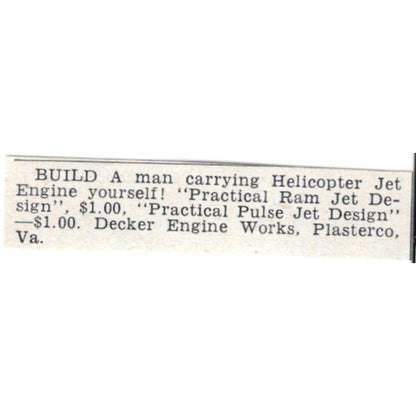 BUILD A man carrying Helicopter Jet
Engine yourself! "Practical Ram Jet De-
sign", $1.00, "Practical Pulse Jet Design"
—$1.00. Decker Engine Works, Plasterco,
Va.